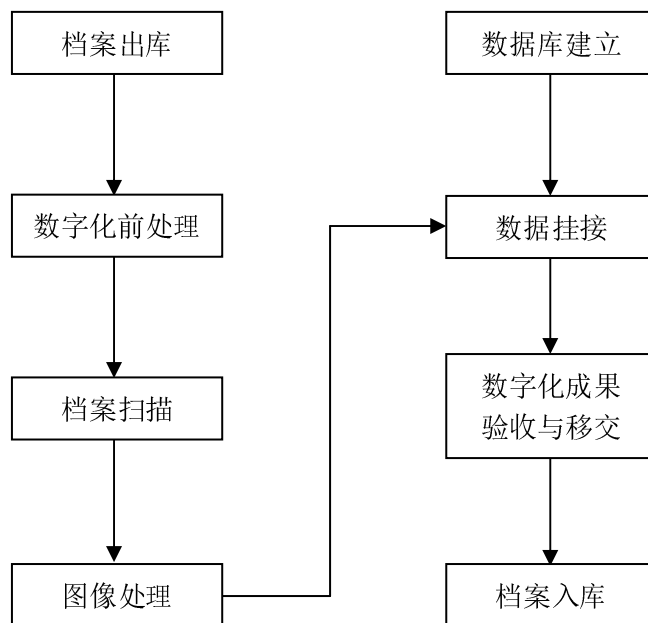 档案出库
数字化前处理
档案扫描
图像处理
数据库建立
数据挂接
数字化成果
验收与移交
档案入库